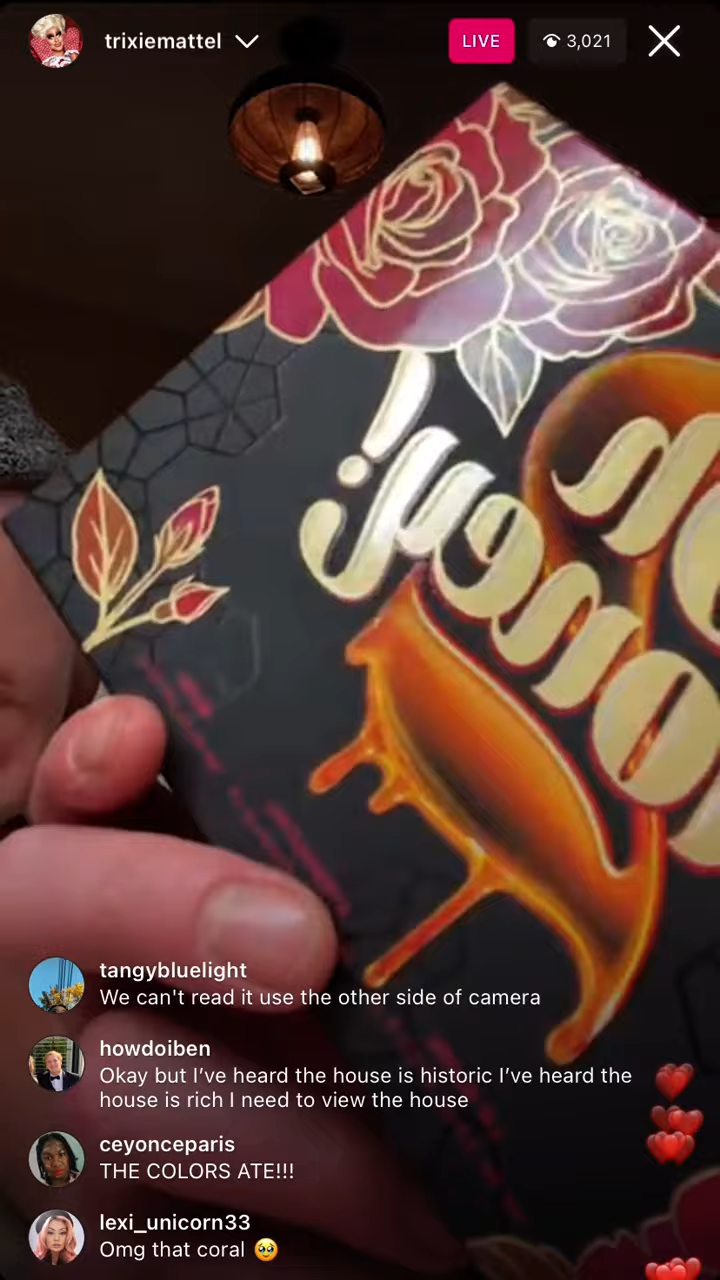 trixiemattel
LIVE
3,021
tangybluelight
We can't read it use the other side of camera
howdoiben
Okay but I’ve heard the house is historic I’ve heard the
house is rich I need to view the house
ceyonceparis
THE COLORS ATE!!!
lexi_unicorn33
Omg that coral 🥹